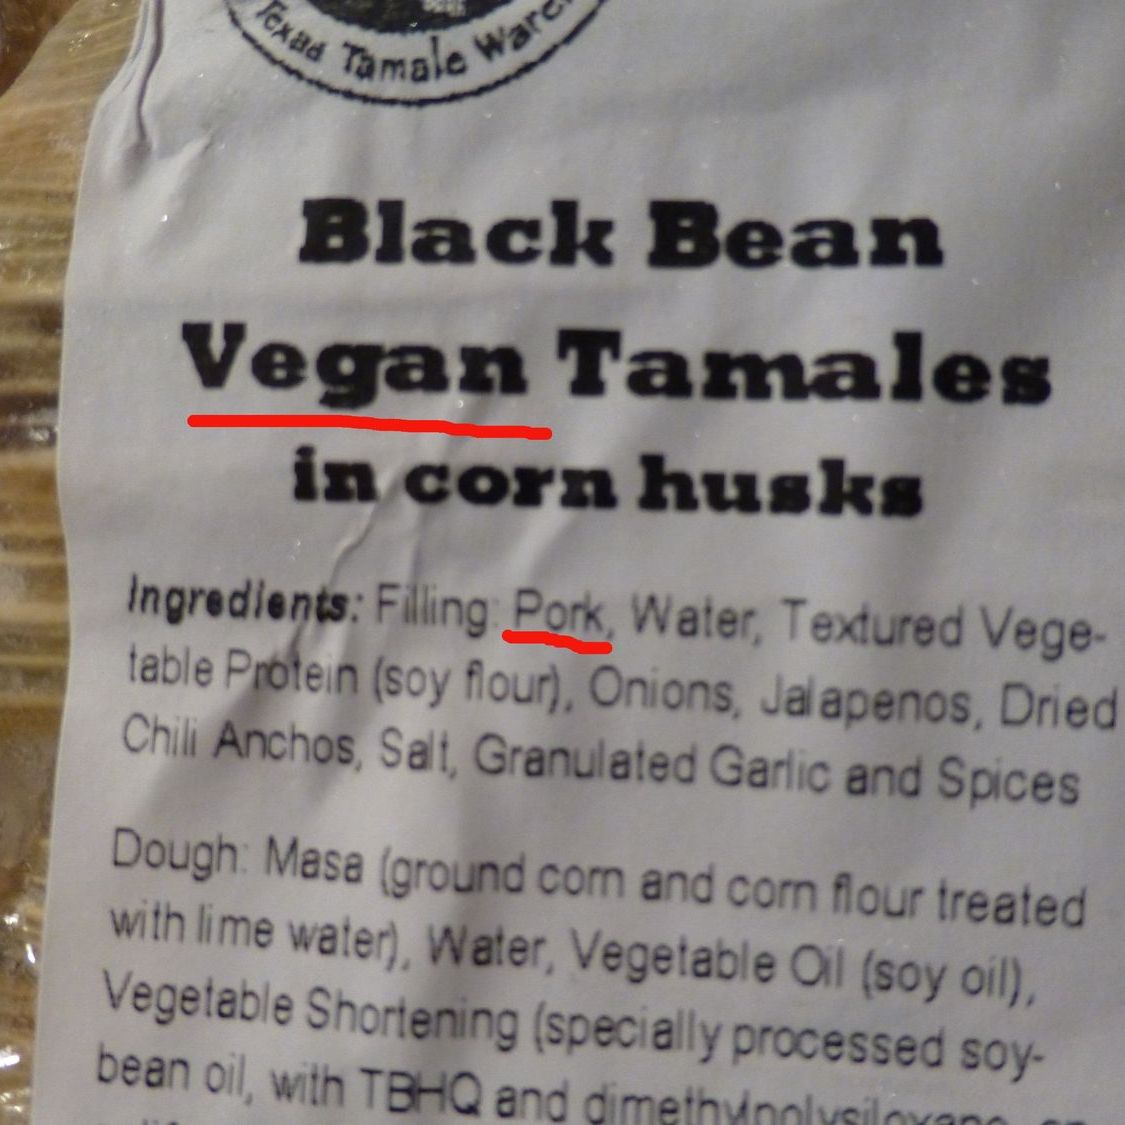 Texas Tamale
Black Bean
Vegan Tamales
in corn husks
Ingredients: Filling: Pork, Water, Textured Vege-
table Protein (soy flour), Onions, Jalapenos, Dried
Chili Anchos, Salt, Granulated Garlic and Spices
Dough: Masa (ground corn and corn flour treated
with lime water), Water, Vegetable Oil (soy oil),
Vegetable Shortening (specially processed soy-
bean oil, with TBHQ and dimethylpolysiloxane